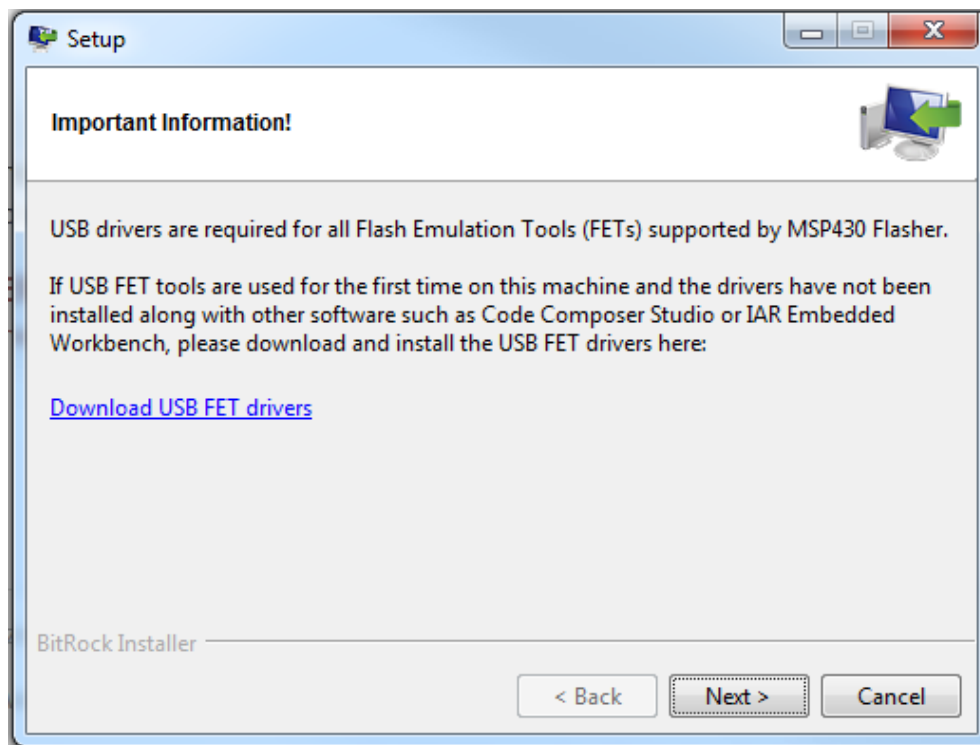 Setup
Important Information!
USB drivers are required for all Flash Emulation Tools (FETs) supported by MSP430 Flasher.
If USB FET tools are used for the first time on this machine and the drivers have not been
installed along with other software such as Code Composer Studio or IAR Embedded
Workbench, please download and install the USB FET drivers here:
Download USB FET drivers
BitRock Installer
< Back Next > Cancel